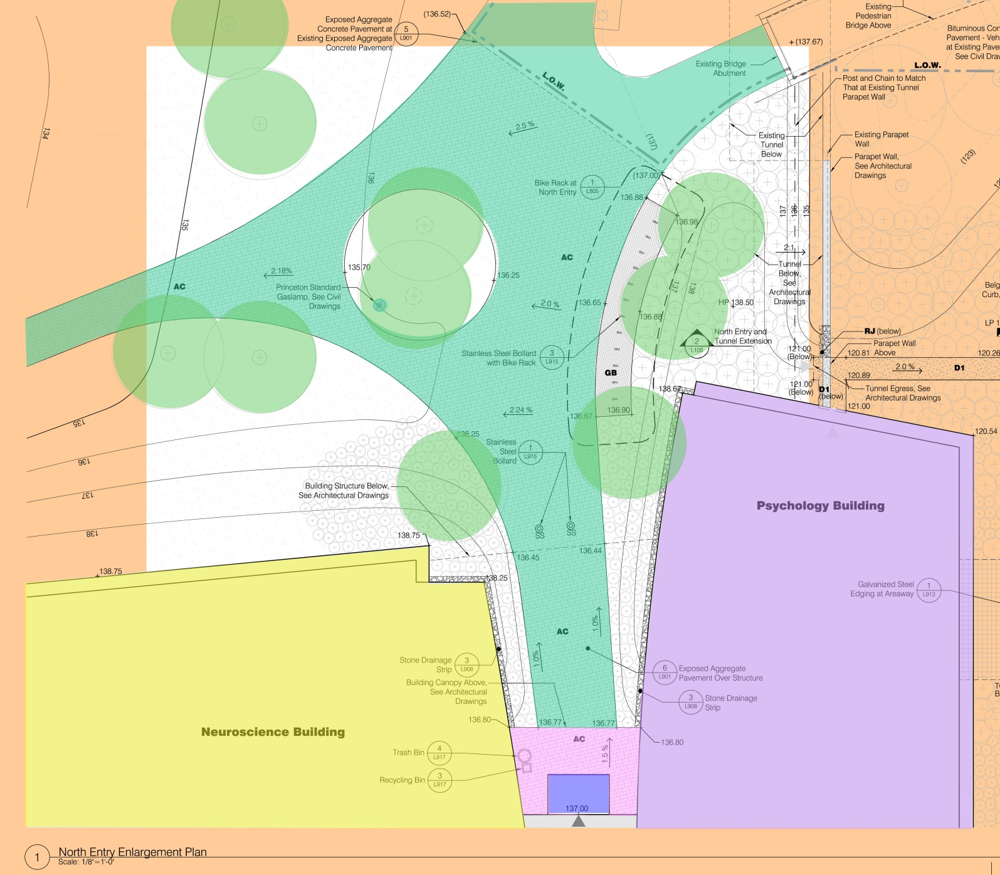 Exposed Aggregate
Concrete Pavement at
Existing Exposed Aggregate
Concrete Pavement
5
L901
(136.52)
Existing
Pedestrian
Bridge Above
Bituminous Con
Pavement - Veh
at Existing Pave
See Civil Draw
(137.67)
Existing Bridge
Abutment
L.O.W.
L.O.W.
Post and Chain to Match
That at Existing Tunnel
Parapet Wall
134
2.5 %
(137)
Existing
Tunnel
Below
Existing Parapet
Wall
Parapet Wall,
See Architectural
Drawings
(123)
136
Bike Rack at
North Entry
1
L805
(137.00)
136.88
136.98
137
136
135
135
AC
2:1
135.70
136.25
2.18%
AC
Princeton Standard
Gaslamp, See Civil
Drawings
2.0 %
136.65
136.88
137
138
HP 138.50
Tunnel
Below,
See
Architectural
Drawings
Belg
Curb,
LP 1
North Entry and
Tunnel Extension
2
L105
RJ (below)
Stainless Steel Bollard
with Bike Rack
3
L915
121.00
(Below)
Parapet Wall
Above
120.81
120.26
GB
2.0 %
D1
120.89
121.00
(Below)
D1
(below)
Tunnel Egress, See
Architectural Drawings
138.67
121.00
2.24 %
136.67
136.90
135
136.25
120.54
Stainless
Steel
Bollard
1
L915
136
Building Structure Below,
See Architectural Drawings
137
Psychology Building
SS
SS
138
138.75
136.45
136.44
138.75
138.25
Galvanized Steel
Edging at Areaway
1
L913
AC
1.0%
1.0%
Stone Drainage
Strip
3
L908
6
L901
Exposed Aggregate
Pavement Over Structure
Building Canopy Above,
See Architectural
Drawings
3
L908
Stone Drainage
Strip
136.80
136.77
136.77
Neuroscience Building
AC
136.80
1.5 %
Trash Bin
4
L917
Recycling Bin
3
L917
137.00
1
North Entry Enlargement Plan
Scale: 1/8"=1'-0"